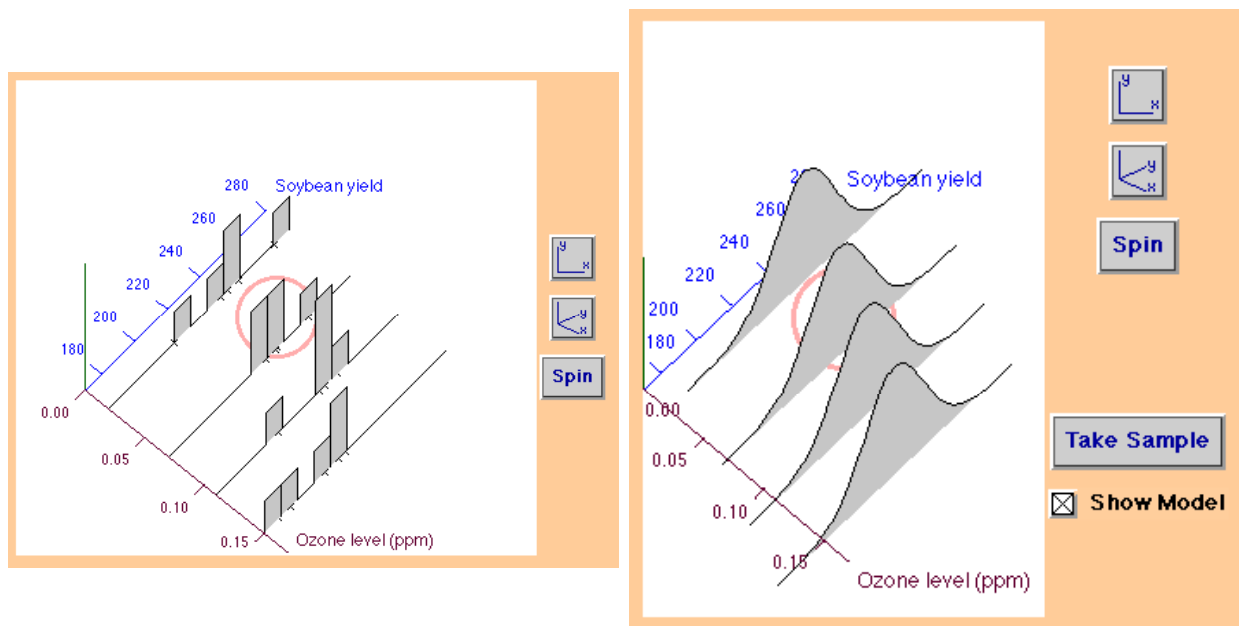 280 Soybean yield
260
240
220
200
180
0.00
0.05
0.10
0.15
Ozone level (ppm)
y
x
y
x
Spin
Soybean yield
260
240
220
200
180
0.00
0.05
0.10
0.15
Ozone level (ppm)
y
x
y
x
Spin
Take Sample
Show Model